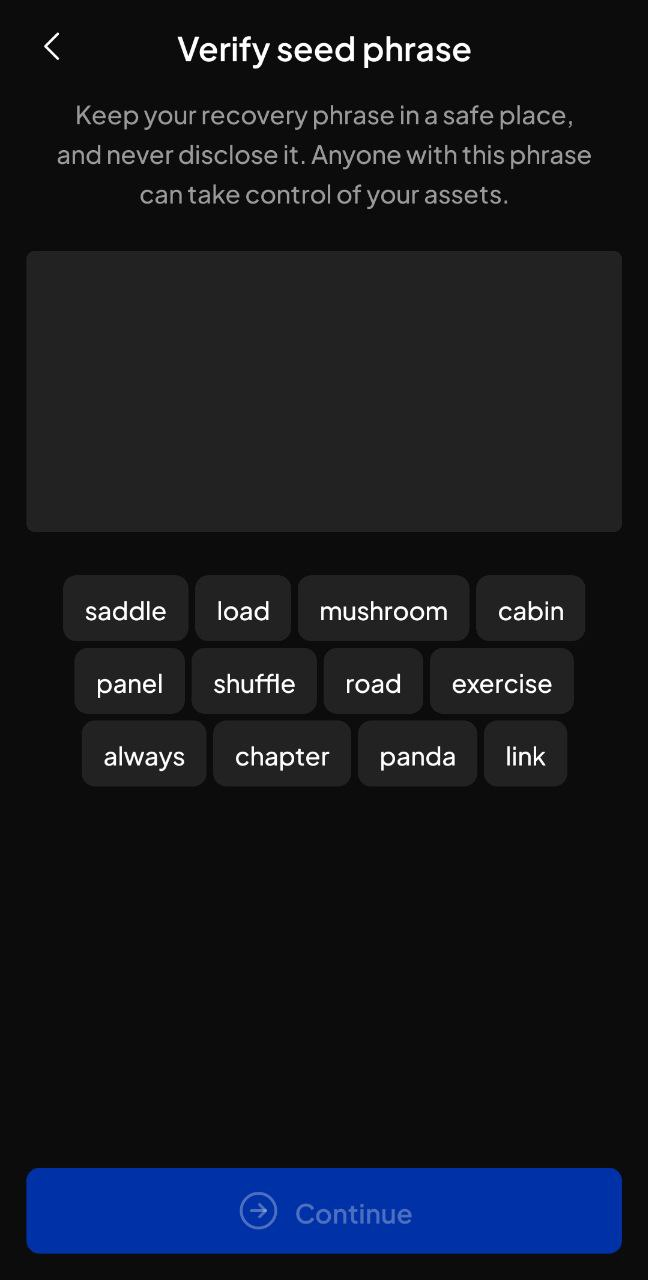 Verify seed phrase
Keep your recovery phrase in a safe place,
and never disclose it. Anyone with this phrase
can take control of your assets.
saddle load mushroom cabin
panel shuffle road exercise
always chapter panda link
Continue